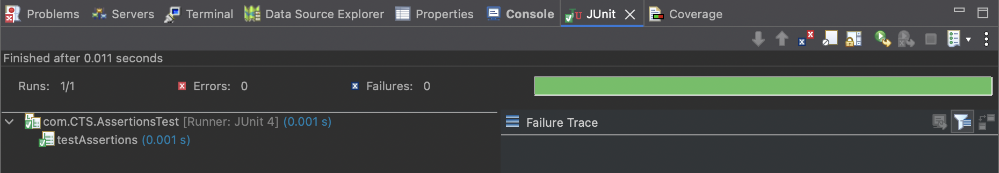 Problems Servers Terminal Data Source Explorer Properties Console JUnit Coverage
Finished after 0.011 seconds
Runs: 1/1 Errors: 0 Failures: 0
com.CTS.AssertionsTest [Runner: JUnit 4] (0.001 s)
testAssertions (0.001 s)
Failure Trace